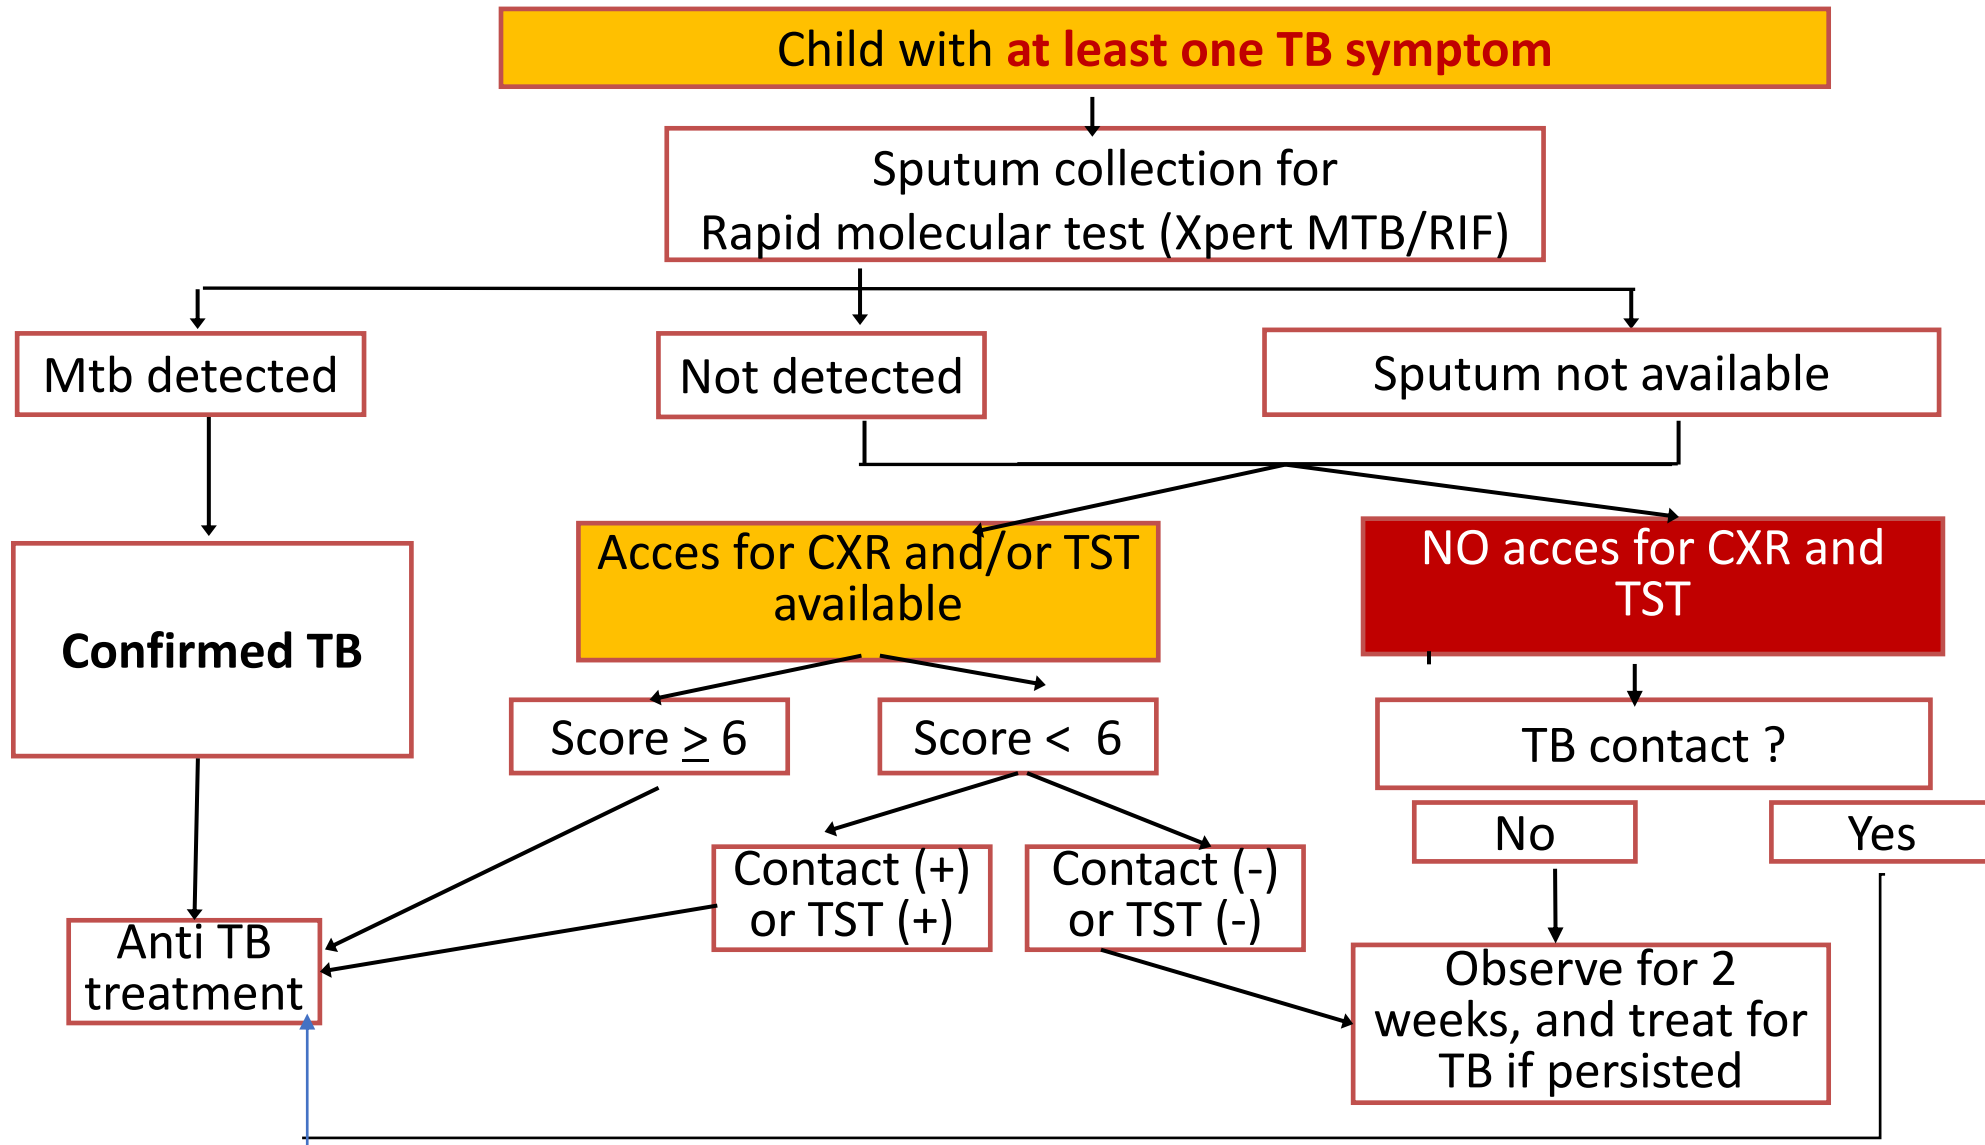 Child with at least one TB symptom
Sputum collection for
Rapid molecular test (Xpert MTB/RIF)
Mtb detected
Not detected
Sputum not available
Acces for CXR and/or TST
available
NO acces for CXR and
TST
Confirmed TB
Score ≥ 6
Score < 6
TB contact ?
No
Yes
Contact (+)
or TST (+)
Contact (-)
or TST (-)
Anti TB
treatment
Observe for 2
weeks, and treat for
TB if persisted